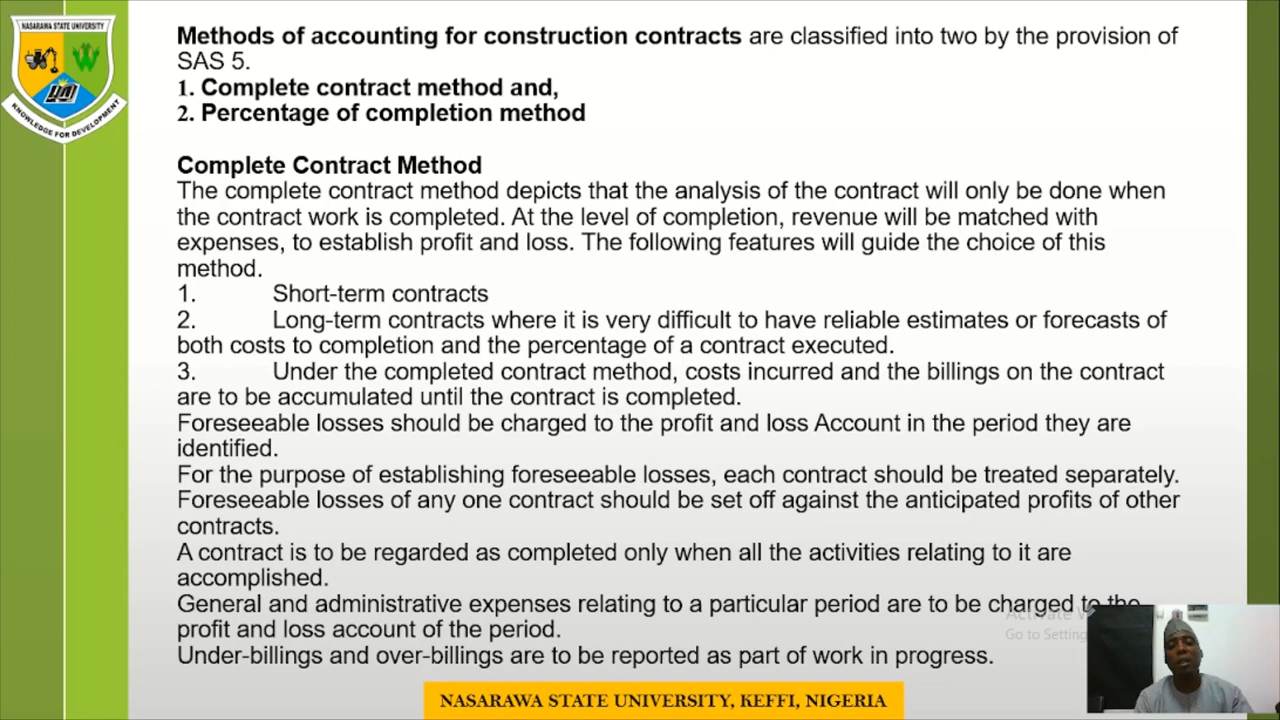 NASARAWA STATE UNIVERSITY
KNOWLEDGE FOR DEVELOPMENT
Methods of accounting for construction contracts are classified into two by the provision of
SAS 5.
1. Complete contract method and,
2. Percentage of completion method
Complete Contract Method
The complete contract method depicts that the analysis of the contract will only be done when
the contract work is completed. At the level of completion, revenue will be matched with
expenses, to establish profit and loss. The following features will guide the choice of this
method.
1. Short-term contracts
2. Long-term contracts where it is very difficult to have reliable estimates or forecasts of
both costs to completion and the percentage of a contract executed.
3. Under the completed contract method, costs incurred and the billings on the contract
are to be accumulated until the contract is completed.
Foreseeable losses should be charged to the profit and loss Account in the period they are
identified.
For the purpose of establishing foreseeable losses, each contract should be treated separately.
Foreseeable losses of any one contract should be set off against the anticipated profits of other
contracts.
A contract is to be regarded as completed only when all the activities relating to it are
accomplished.
General and administrative expenses relating to a particular period are to be charged to the
profit and loss account of the period.
Under-billings and over-billings are to be reported as part of work in progress.
Activate
Go to Setting
NASARAWA STATE UNIVERSITY, KEFFI, NIGERIA